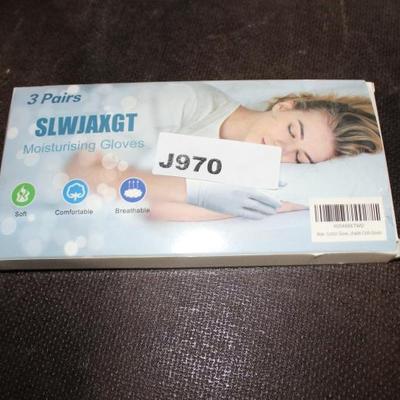 3 Pairs
SLWJAXGT
Moisturising Gloves
J970
Soft
Comfortable
Breathable